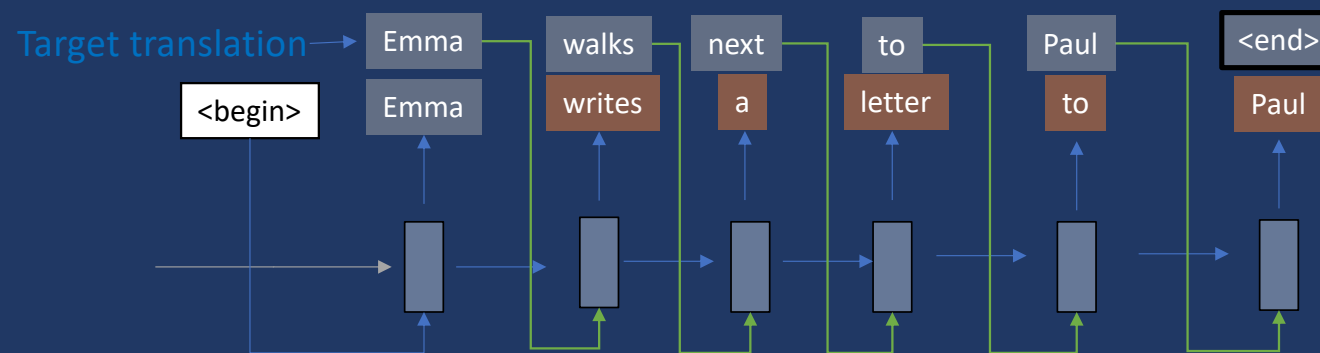 Target translation Emma walks next to Paul <end>
<begin> Emma writes a letter to Paul